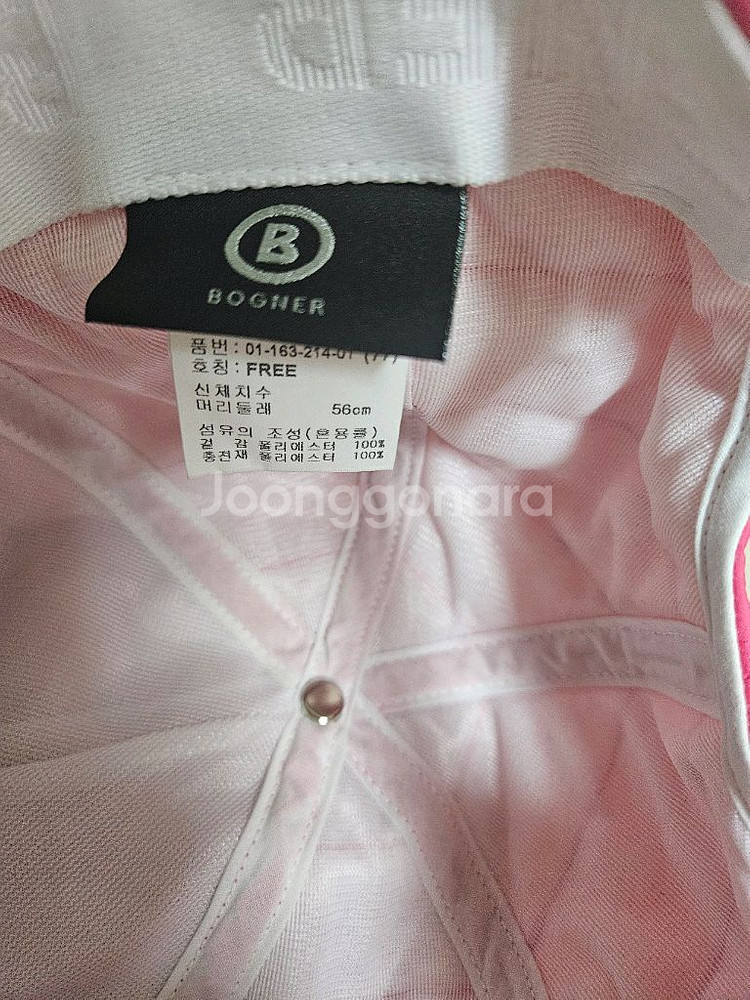 B
BOGNER
품번 : 01-163-214-01 (77)
호칭 : FREE
신체치수
머리둘레 56cm
섬유의 조성(혼용률)
겉 감 폴리에스터 100%
충전재 폴리에스터 100%
Joonggonara